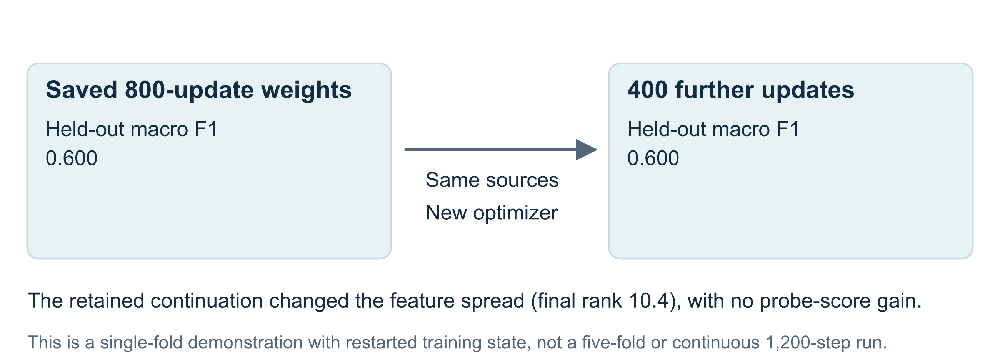 Saved 800-update weights
Held-out macro F1
0.600
Same sources
New optimizer
400 further updates
Held-out macro F1
0.600
The retained continuation changed the feature spread (final rank 10.4), with no probe-score gain.
This is a single-fold demonstration with restarted training state, not a five-fold or continuous 1,200-step run.